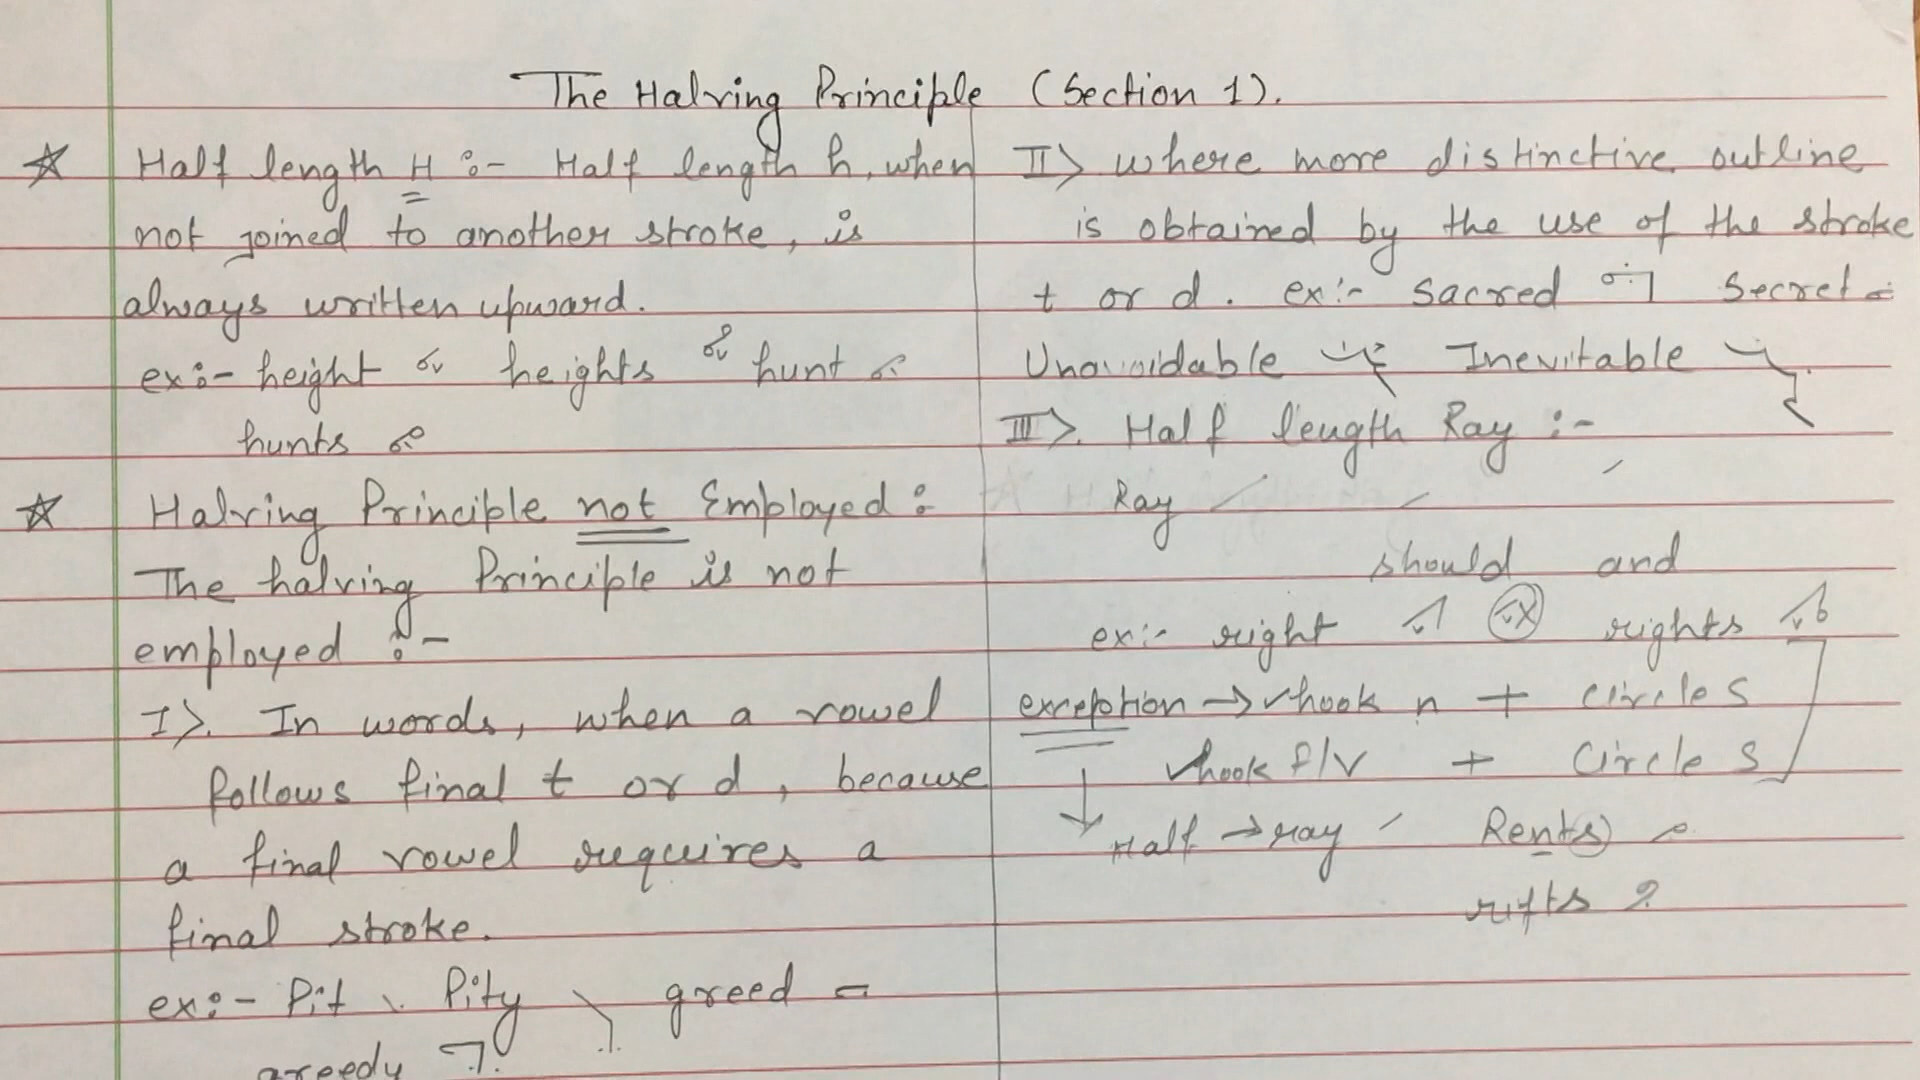 The Halving Principle (Section 1).
☆ Half length H :- Half length h, when
not joined to another stroke, is
always written upward.
ex:- height heights hunt
hunts
☆ Halving Principle not Employed :
The halving Principle is not
employed :-
I>. In words, when a vowel
follows final t or d, because
a final vowel requires a
final stroke.
ex:- Pit Pity greed
greedy
II> where more distinctive outline
is obtained by the use of the stroke
t or d. ex:- Sacred Secret
Unavoidable Inevitable
III>. Half length Ray :-
Ray
should and
ex:- right rights
exception → hook n + circle S
hook f/v + Circle S
Half → ray Rents
rifts